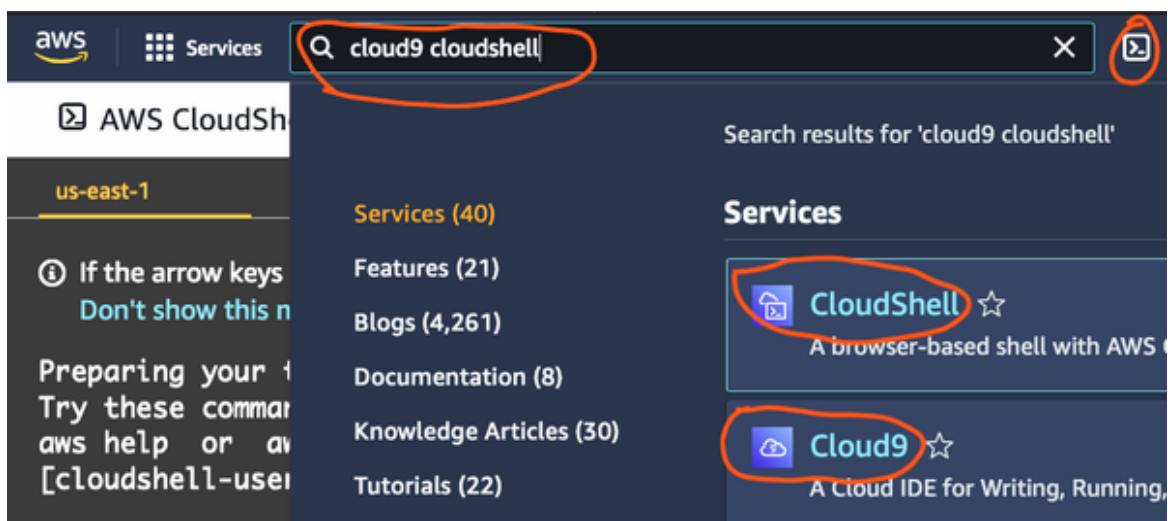 aws Services cloud9 cloudshell
AWS CloudSh
us-east-1
If the arrow keys
Don't show this
Preparing your
Try these
aws help or
[cloudshell-user
Search results for 'cloud9 cloudshell'
Services (40)
Features (21)
Blogs (4,261)
Documentation (8)
Knowledge Articles (30)
Tutorials (22)
Services
CloudShell
A browser-based shell with AWS
Cloud9
A Cloud IDE for Writing, Running,